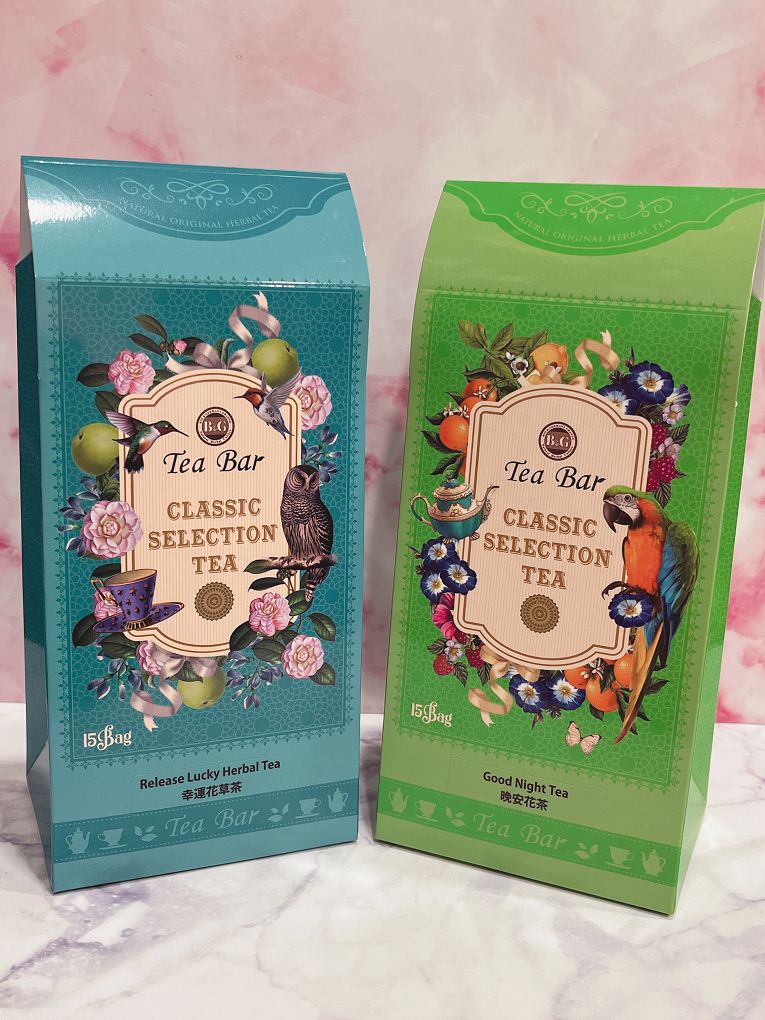 NATURAL ORIGINAL HERBAL TEA
B&G
Tea Bar
CLASSIC
SELECTION
TEA
15Bag
Release Lucky Herbal Tea
幸運花草茶
Tea Bar
NATURAL ORIGINAL HERBAL TEA
B&G
Tea Bar
CLASSIC
SELECTION
TEA
15Bag
Good Night Tea
晚安花茶
Tea Bar